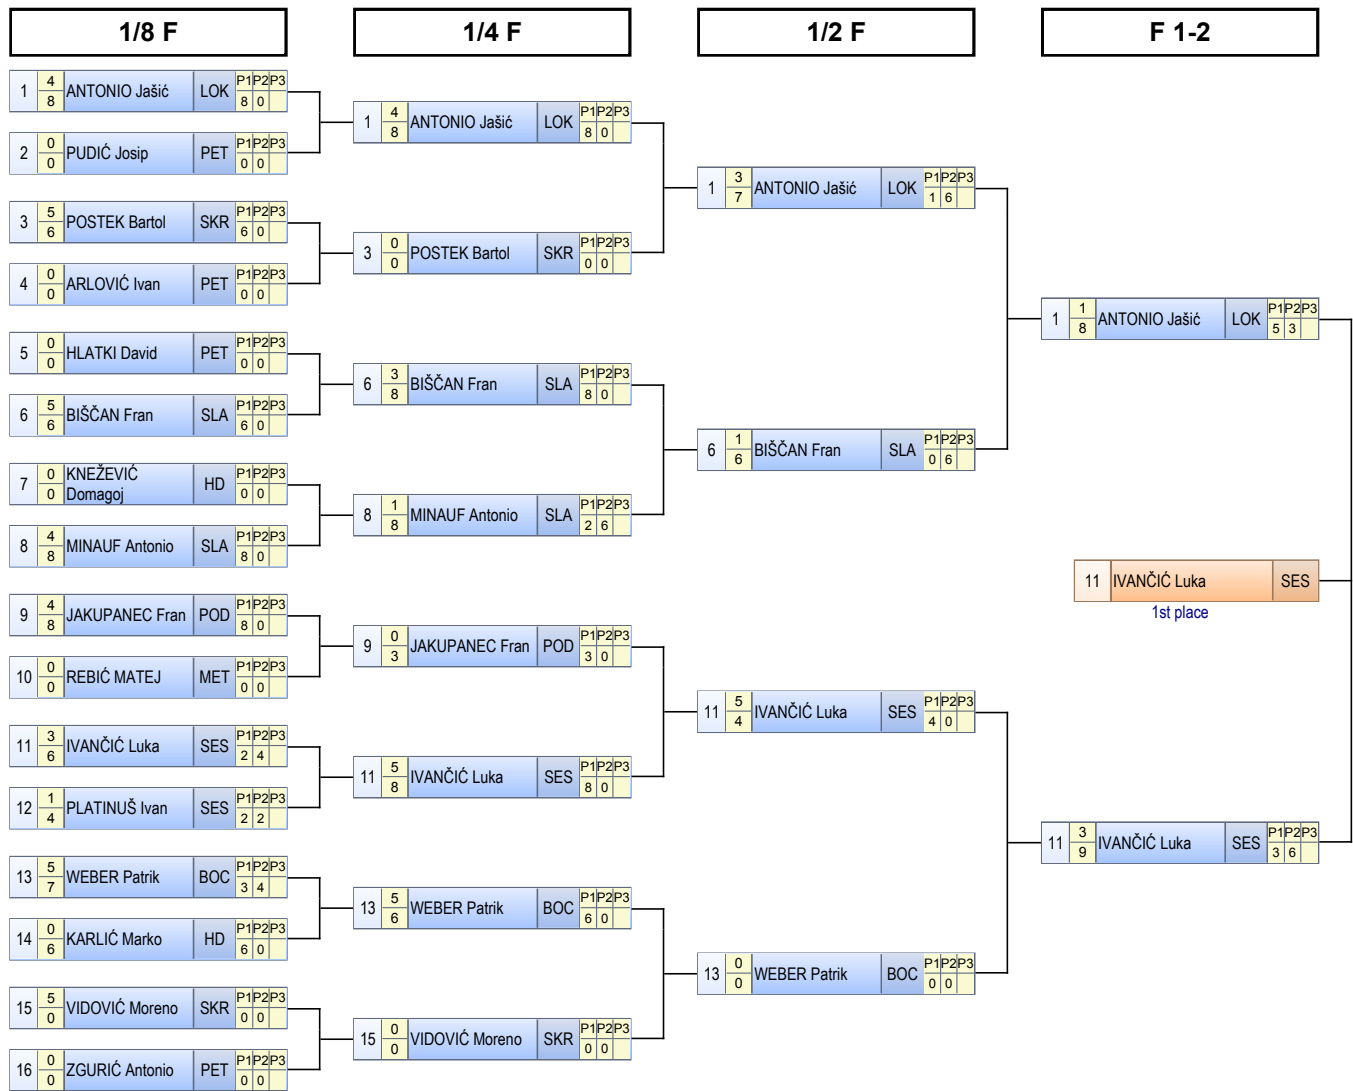 1/8 F
1/4 F
1/2 F
F 1-2
1 4 8 ANTONIO Jašić LOK P1 P2 P3 8 0
2 0 0 PUDIĆ Josip PET P1 P2 P3 0 0
3 5 6 POSTEK Bartol SKR P1 P2 P3 6 0
4 0 0 ARLOVIĆ Ivan PET P1 P2 P3 0 0
5 0 0 HLATKI David PET P1 P2 P3 0 0
6 5 6 BIŠČAN Fran SLA P1 P2 P3 6 0
7 0 0 KNEŽEVIĆ
Domagoj HD P1 P2 P3 0 0
8 4 8 MINAUF Antonio SLA P1 P2 P3 8 0
9 4 8 JAKUPANEC Fran POD P1 P2 P3 8 0
10 0 0 REBIĆ MATEJ MET P1 P2 P3 0 0
11 3 6 IVANČIĆ Luka SES P1 P2 P3 2 4
12 1 4 PLATINUŠ Ivan SES P1 P2 P3 2 2
13 5 7 WEBER Patrik BOC P1 P2 P3 3 4
14 0 6 KARLIĆ Marko HD P1 P2 P3 6 0
15 5 0 VIDOVIĆ Moreno SKR P1 P2 P3 0 0
16 0 0 ZGURIĆ Antonio PET P1 P2 P3 0 0
1 4 8 ANTONIO Jašić LOK P1 P2 P3 8 0
3 0 0 POSTEK Bartol SKR P1 P2 P3 0 0
6 3 8 BIŠČAN Fran SLA P1 P2 P3 8 0
8 1 8 MINAUF Antonio SLA P1 P2 P3 2 6
9 0 3 JAKUPANEC Fran POD P1 P2 P3 3 0
11 5 8 IVANČIĆ Luka SES P1 P2 P3 8 0
13 5 6 WEBER Patrik BOC P1 P2 P3 6 0
15 0 0 VIDOVIĆ Moreno SKR P1 P2 P3 0 0
1 3 7 ANTONIO Jašić LOK P1 P2 P3 1 6
6 1 6 BIŠČAN Fran SLA P1 P2 P3 0 6
11 5 4 IVANČIĆ Luka SES P1 P2 P3 4 0
13 0 0 WEBER Patrik BOC P1 P2 P3 0 0
1 1 8 ANTONIO Jašić LOK P1 P2 P3 5 3
11 IVANČIĆ Luka SES
1st place
11 3 9 IVANČIĆ Luka SES P1 P2 P3 3 6